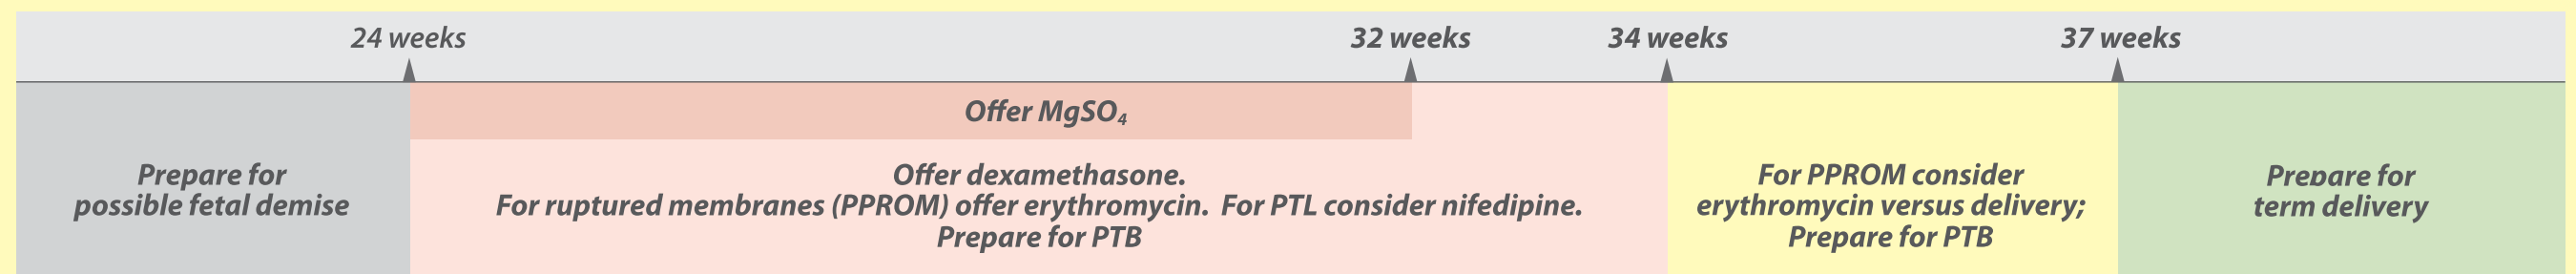 24 weeks
32 weeks
34 weeks
37 weeks
Offer MgSO₄
Prepare for
possible fetal demise
Offer dexamethasone.
For ruptured membranes (PPROM) offer erythromycin.  For PTL consider nifedipine.
Prepare for PTB
For PPROM consider
erythromycin versus delivery;
Prepare for PTB
Prepare for
term delivery